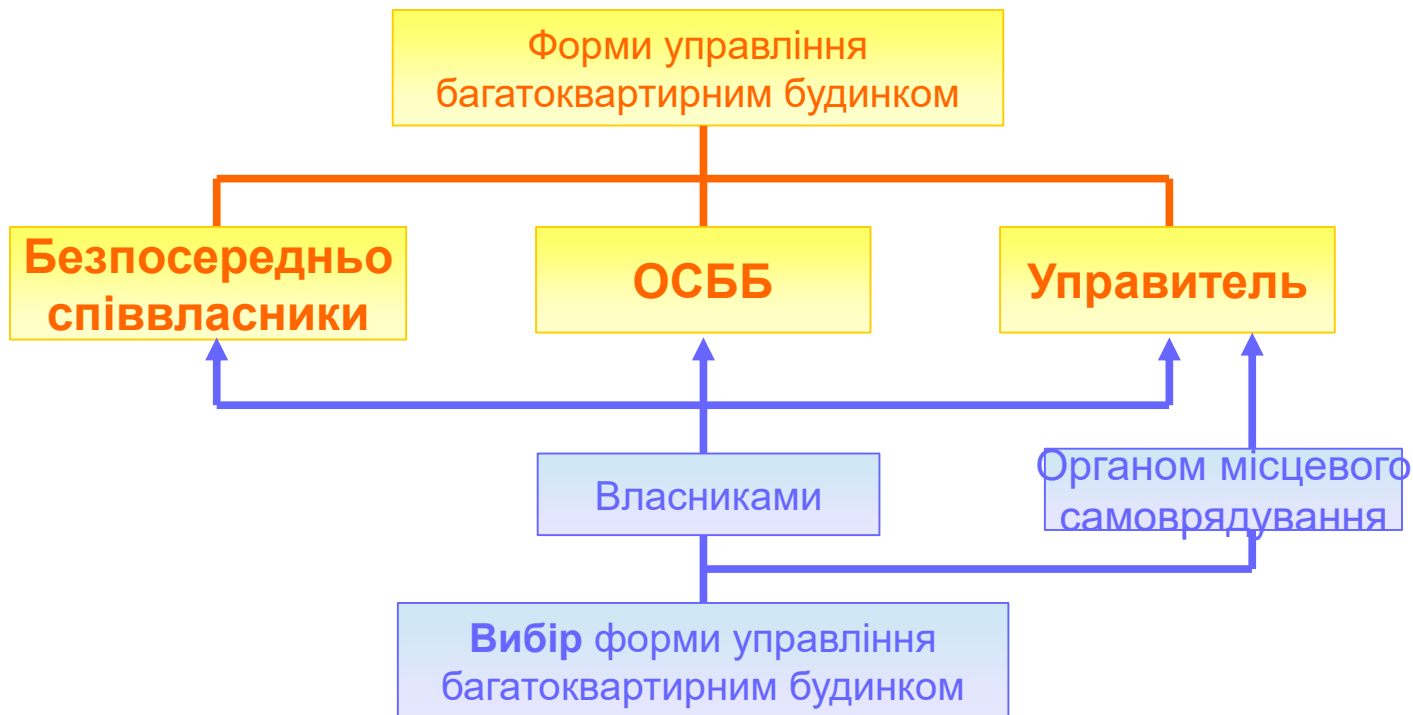 Форми управління
багатоквартирним будинком
Безпосередньо
співвласники
ОСББ
Управитель
Власниками
Органом місцевого
самоврядування
Вибір форми управління
багатоквартирним будинком